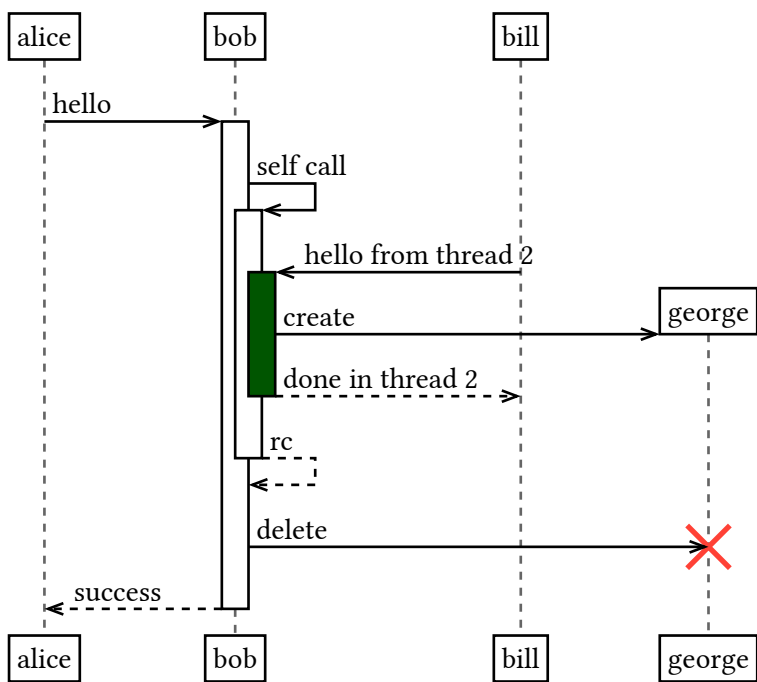 alice
bob
bill
hello
self call
hello from thread 2
create
george
done in thread 2
rc
delete
success
alice
bob
bill
george